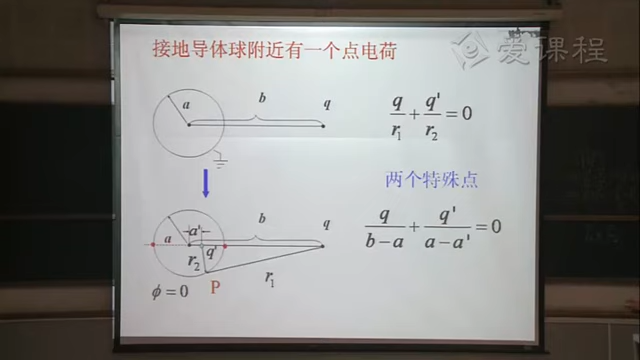 接地导体球附近有一个点电荷
爱课程
a
b
q
q/r₁ + q'/r₂ = 0
两个特殊点
a
a'
b
q
q'
r₂
r₁
q/(b-a) + q'/(a-a') = 0
ϕ=0
P